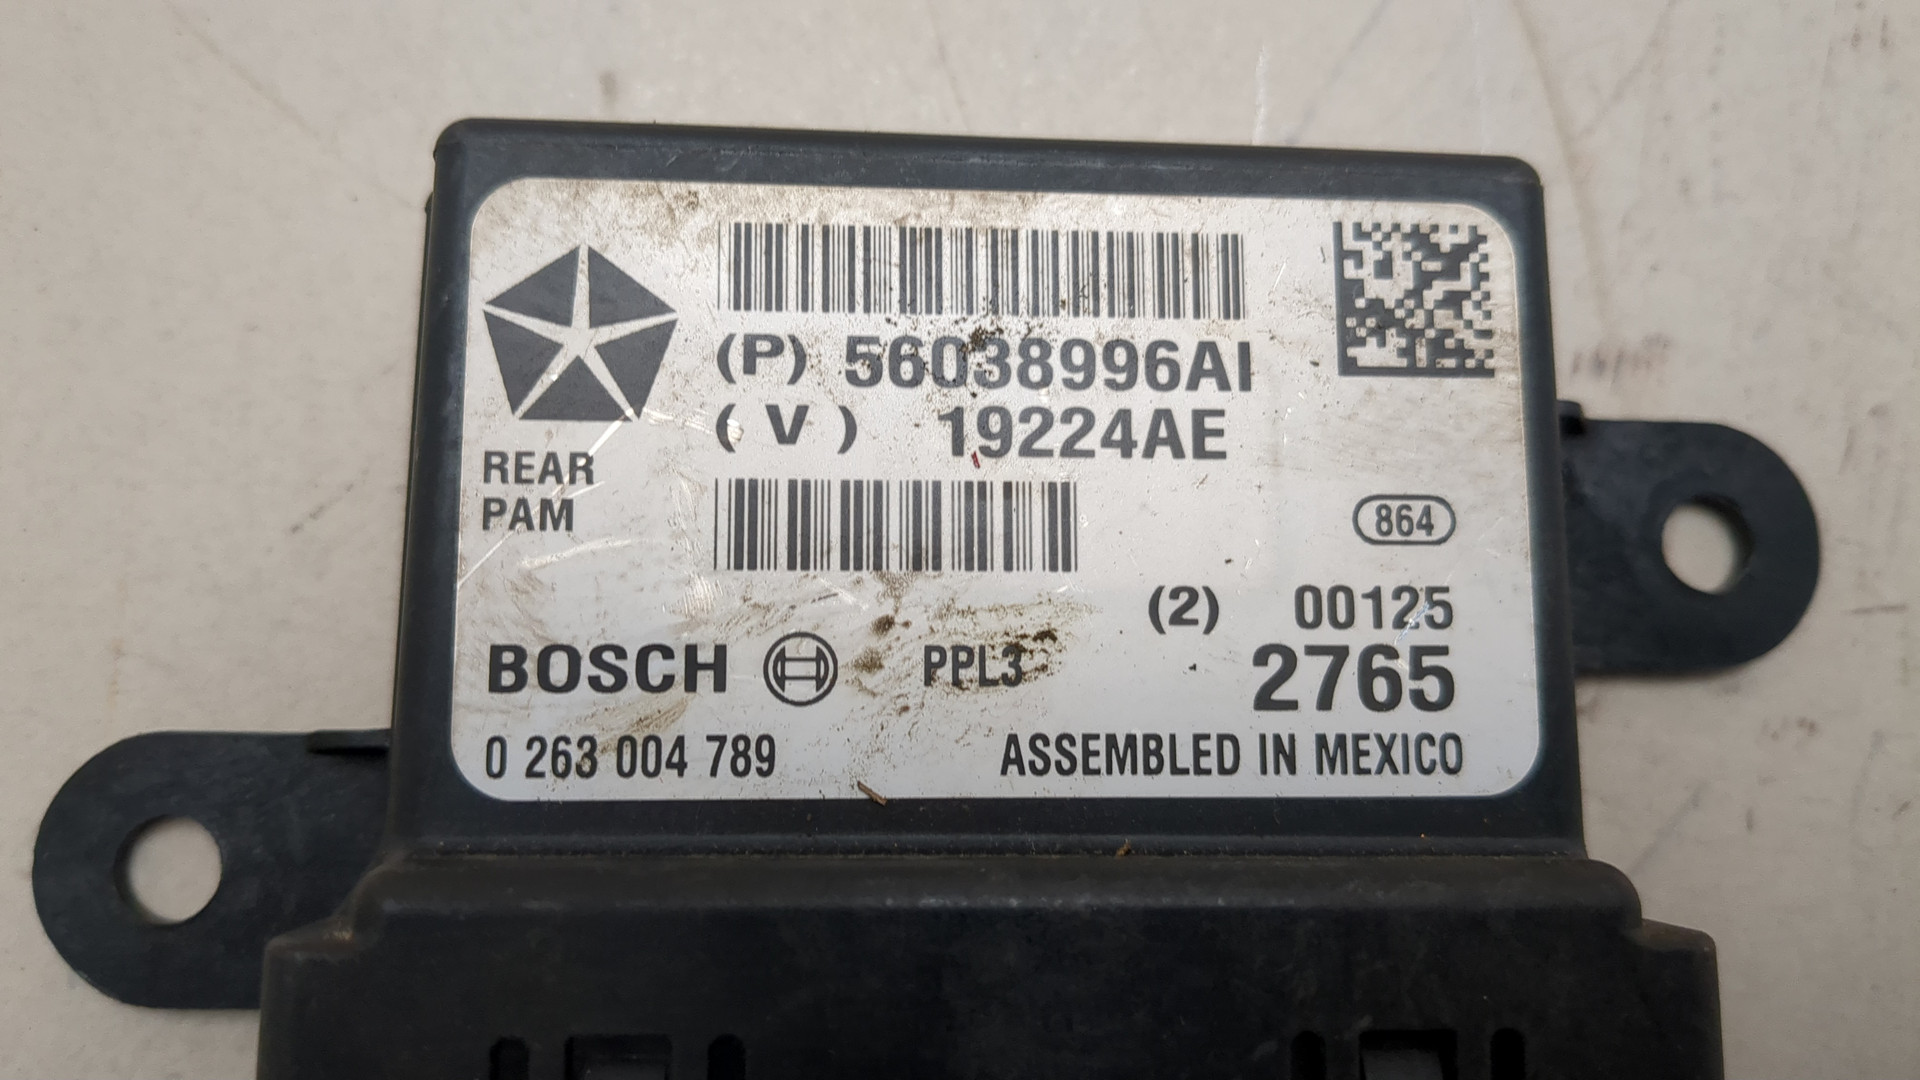 (P) 56038996AI
(V) 19224AE
REAR
PAM
864
(2) 00125
BOSCH PPL3 2765
0 263 004 789 ASSEMBLED IN MEXICO